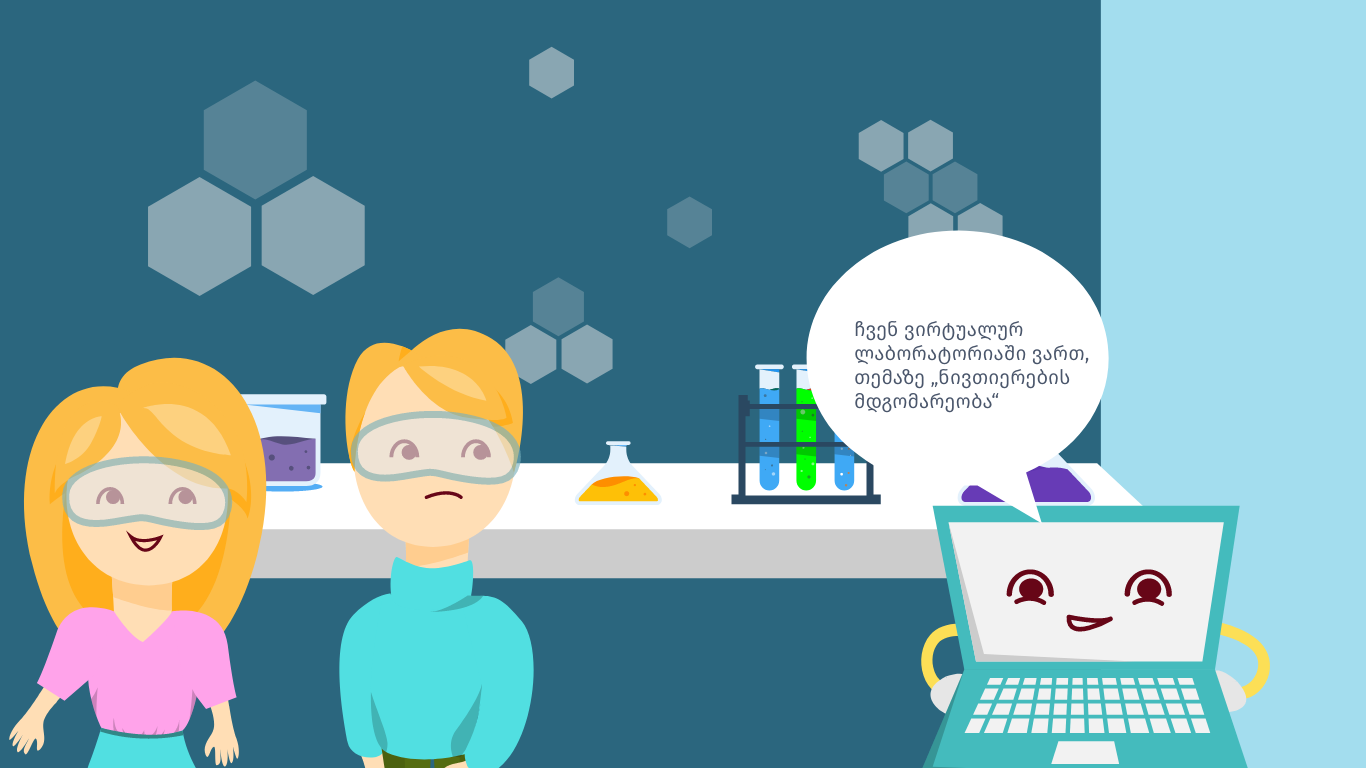 ჩვენ ვირტუალურ
ლაბორატორიაში ვართ,
თემაზე „ნივთიერების
მდგომარეობა“